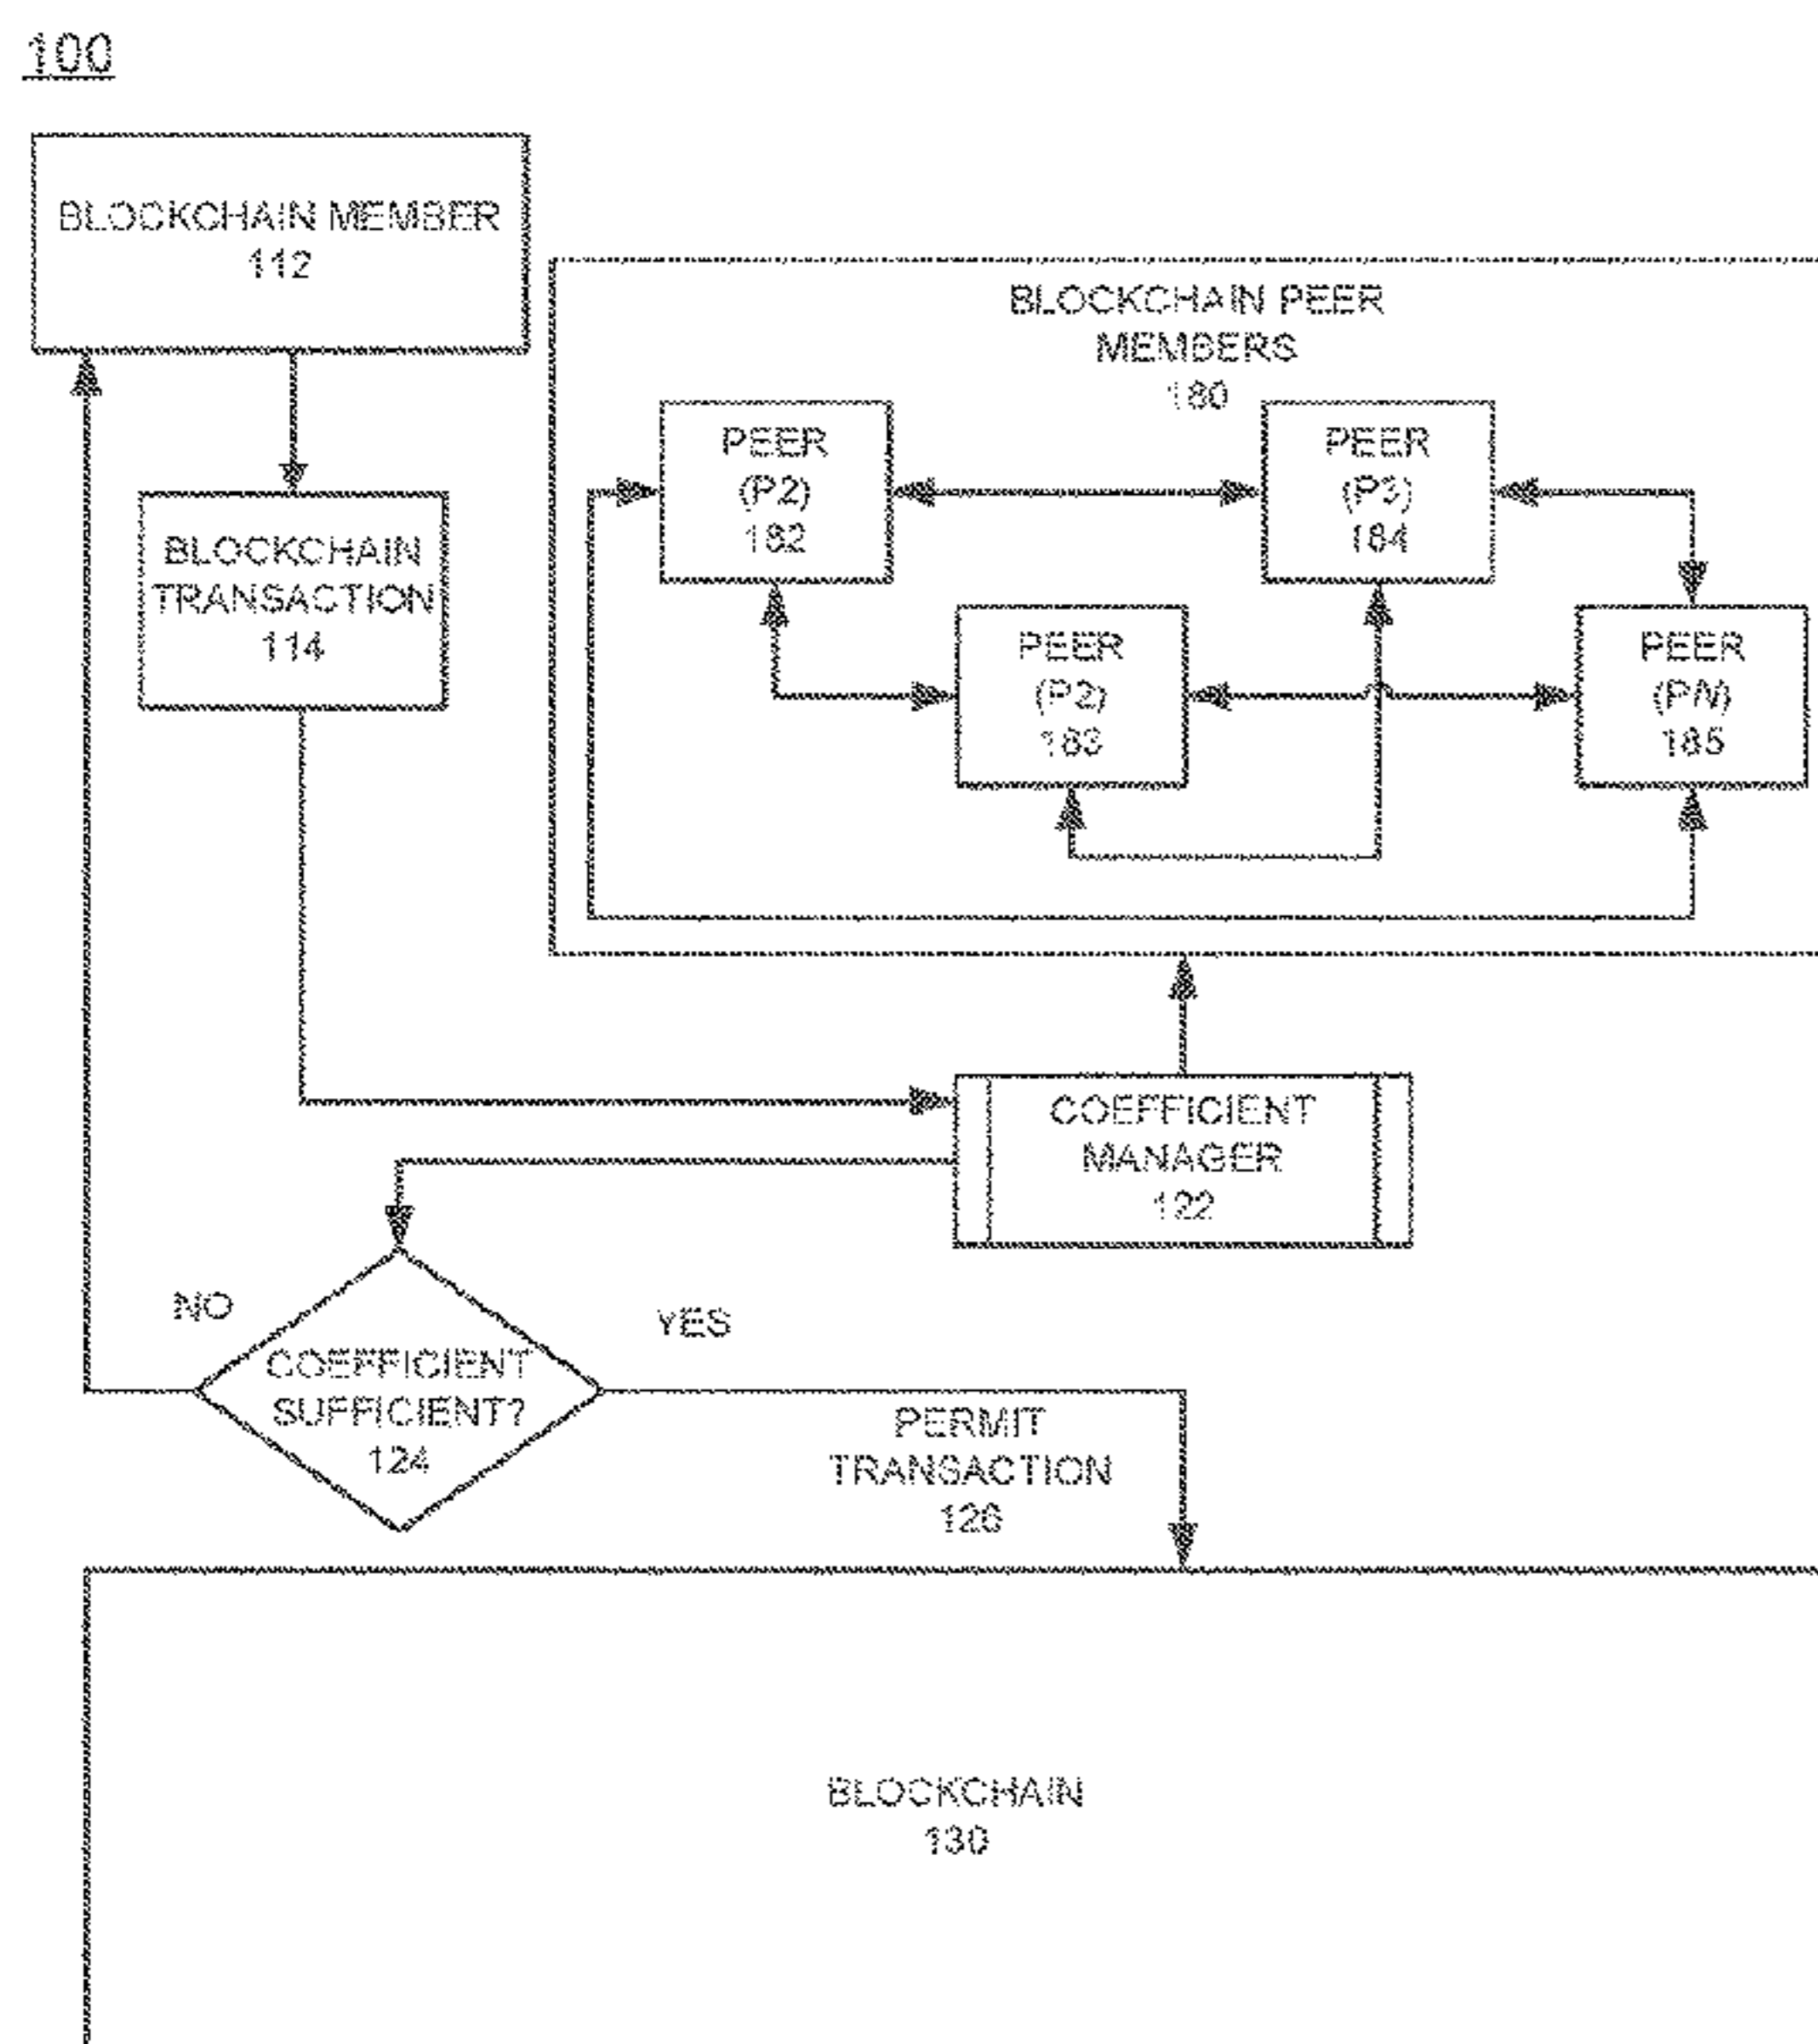 100
BLOCKCHAIN MEMBER
112
BLOCKCHAIN PEER
MEMBERS
180
PEER
(P2)
182
PEER
(P3)
184
BLOCKCHAIN
TRANSACTION
114
PEER
(P2)
183
PEER
(PN)
185
COEFFICIENT
MANAGER
122
NO
YES
COEFFICIENT
SUFFICIENT?
124
PERMIT
TRANSACTION
126
BLOCKCHAIN
130